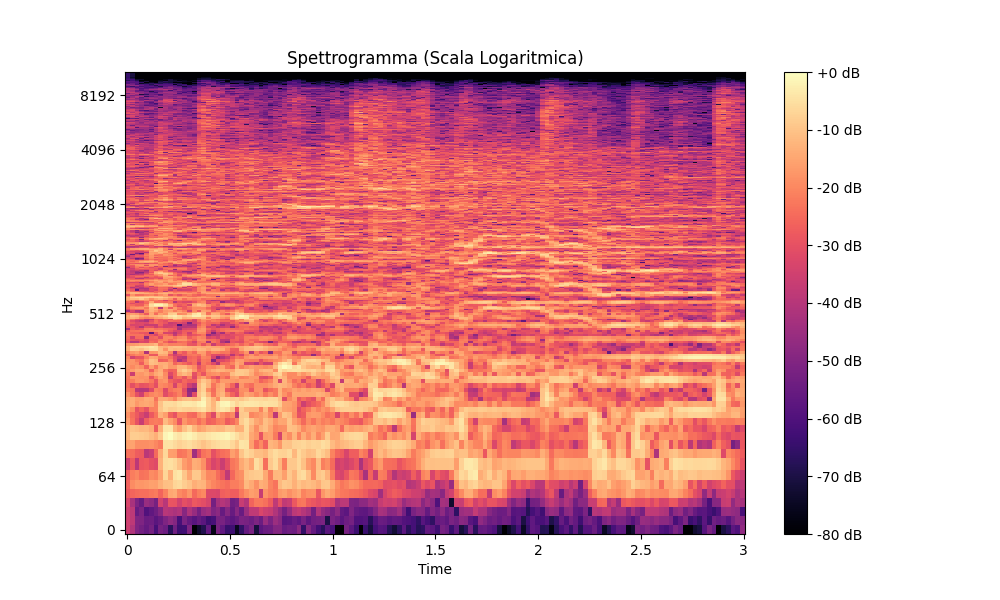 Spettrogramma (Scala Logaritmica)
Hz
8192
4096
2048
1024
512
256
128
64
0
0
0.5
1
1.5
2
2.5
3
Time
+0 dB
-10 dB
-20 dB
-30 dB
-40 dB
-50 dB
-60 dB
-70 dB
-80 dB